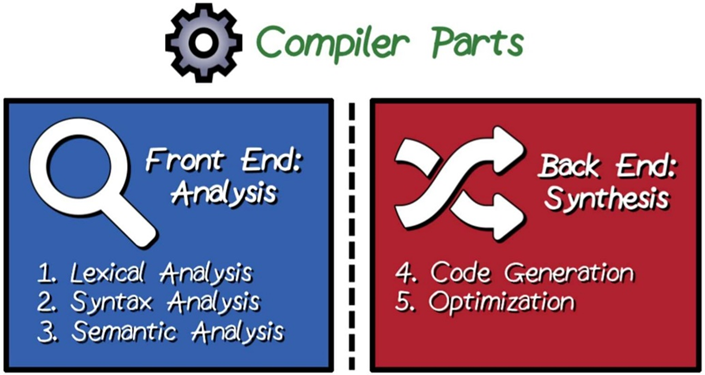 Compiler Parts
Front End:
Analysis
1. Lexical Analysis
2. Syntax Analysis
3. Semantic Analysis
Back End:
Synthesis
4. Code Generation
5. Optimization